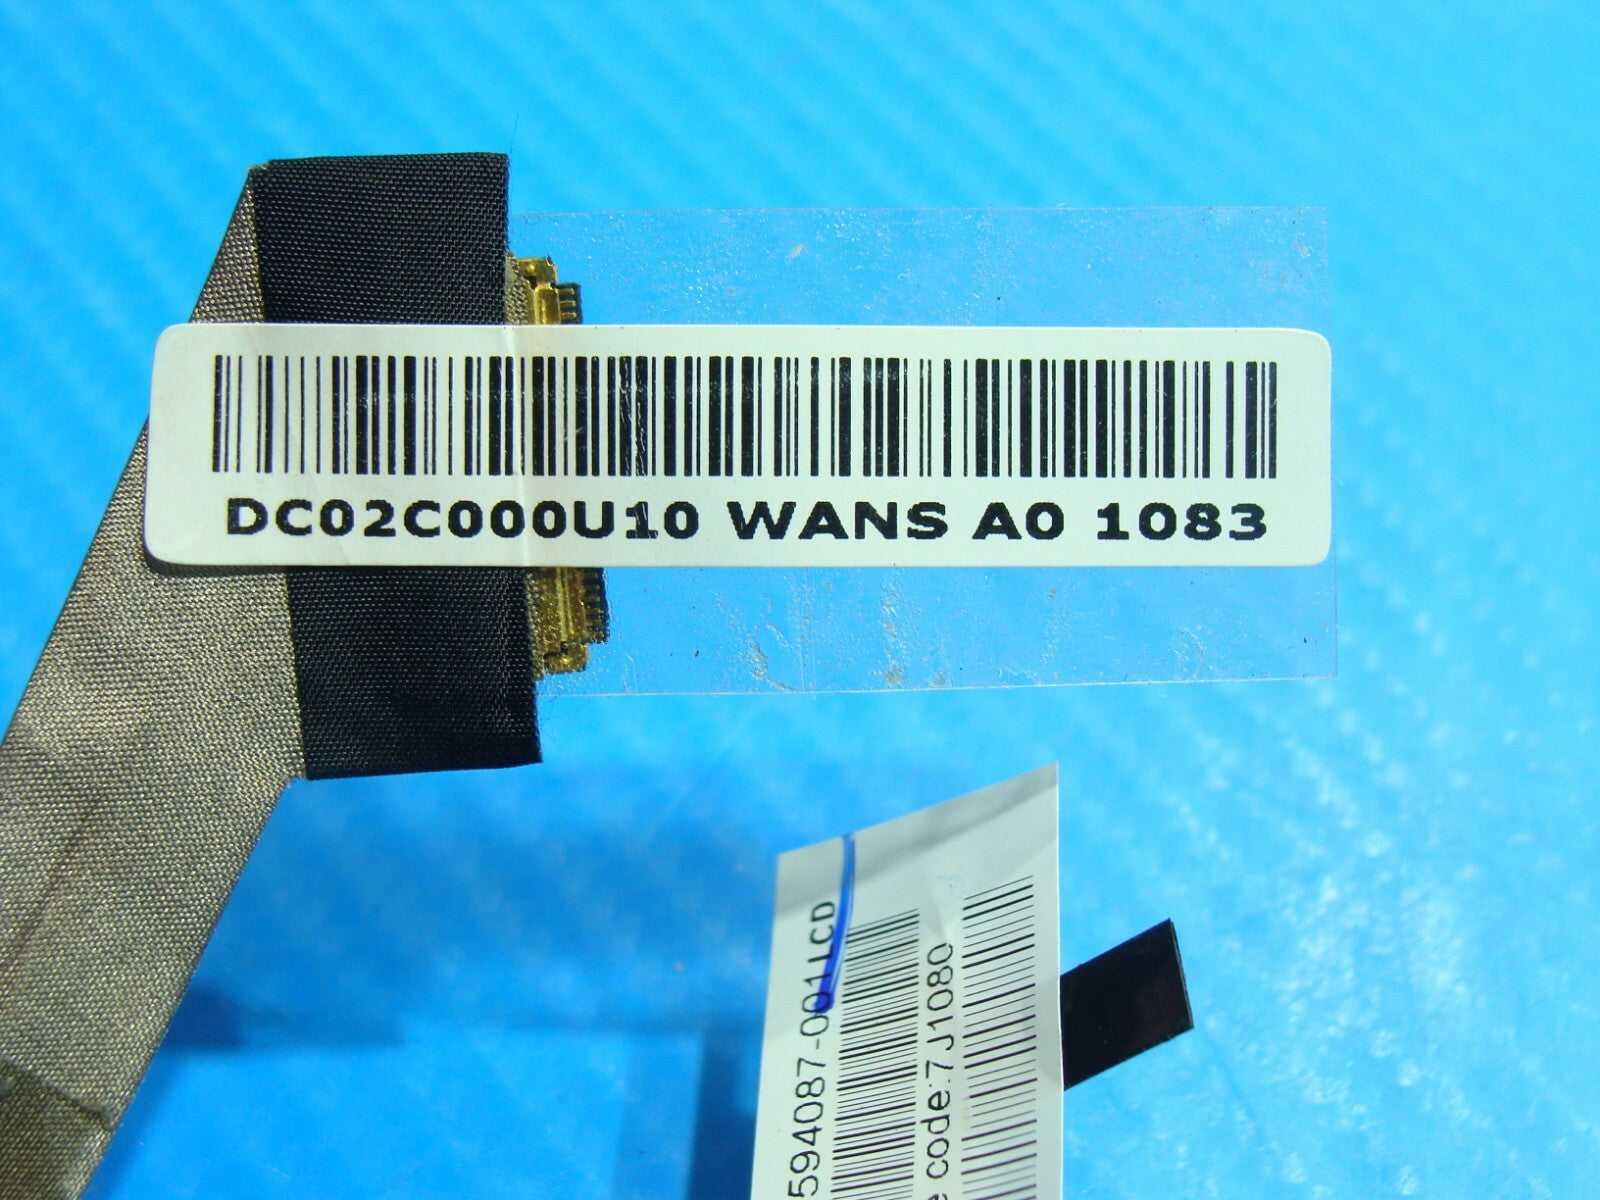 DC02C000U10 WANS A0 1083
594087-001 LCD
code:7J1080